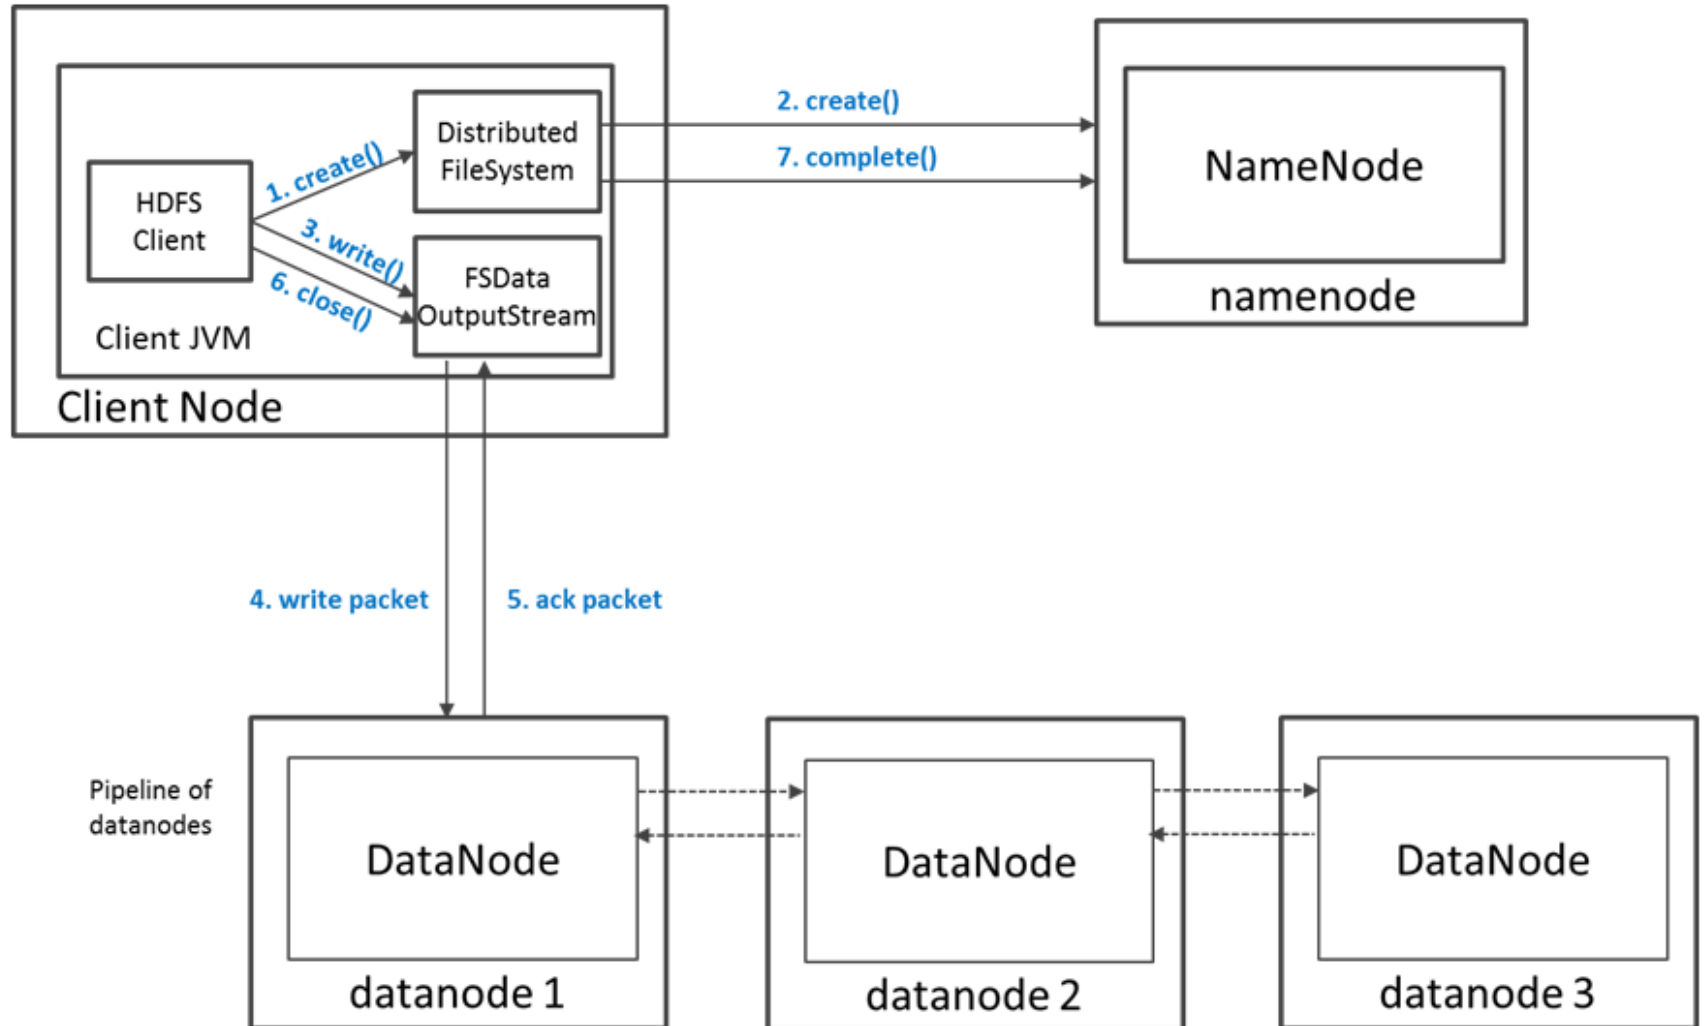 Distributed
FileSystem
HDFS
Client
1. create()
3. write()
6. close()
FSData
OutputStream
Client JVM
Client Node
2. create()
7. complete()
NameNode
namenode
4. write packet
5. ack packet
Pipeline of
datanodes
DataNode
datanode 1
DataNode
datanode 2
DataNode
datanode 3